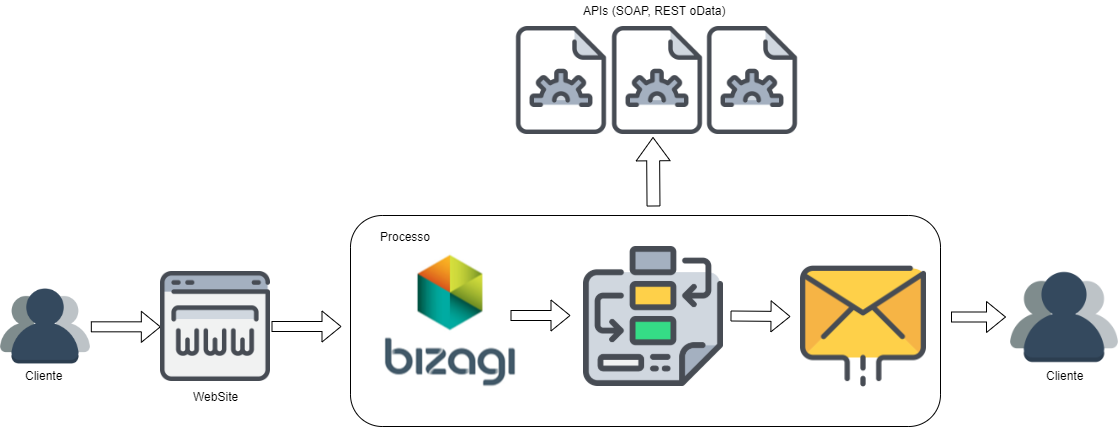 APIs (SOAP, REST oData)
Processo
bizagi
www
Cliente
WebSite
Cliente